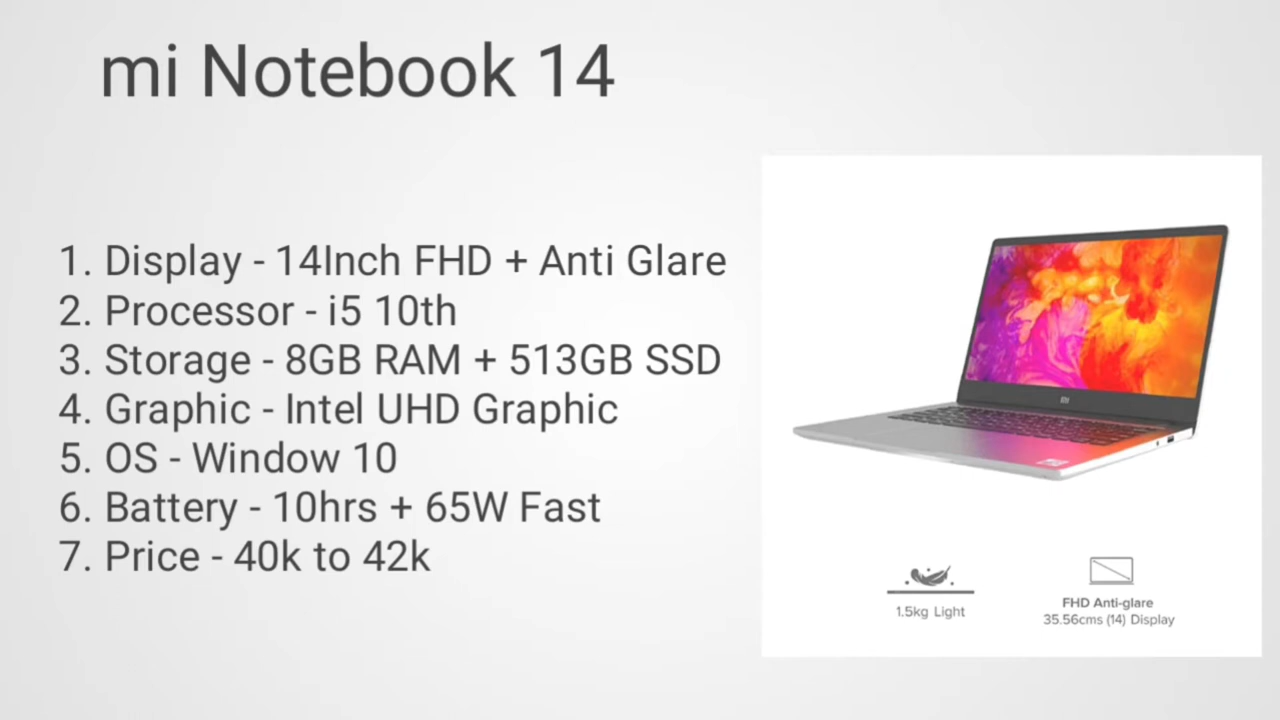 mi Notebook 14
1. Display - 14Inch FHD + Anti Glare
2. Processor - i5 10th
3. Storage - 8GB RAM + 513GB SSD
4. Graphic - Intel UHD Graphic
5. OS - Window 10
6. Battery - 10hrs + 65W Fast
7. Price - 40k to 42k
mi
1.5kg Light
FHD Anti-glare
35.56cms (14) Display